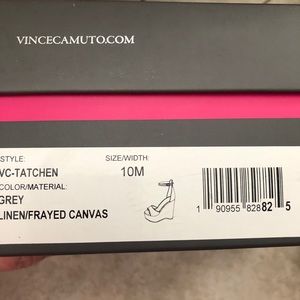 VINCECAMUTO.COM
STYLE: SIZE/WIDTH:
VC-TATCHEN 10M
COLOR/MATERIAL:
GREY
LINEN/FRAYED CANVAS
1 90955 82882 5